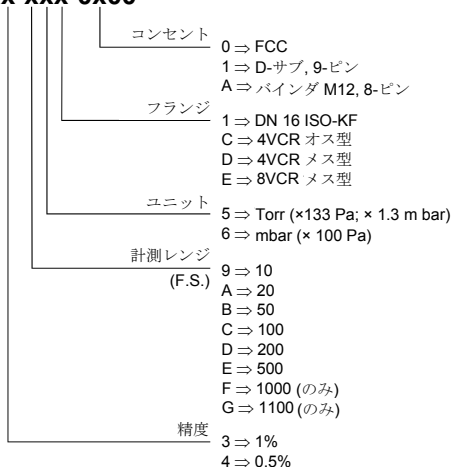 コンセント
0 ⇒ FCC
1 ⇒ D-サブ, 9-ピン
A ⇒ バインダ M12, 8-ピン
フランジ
1 ⇒ DN 16 ISO-KF
C ⇒ 4VCR オス型
D ⇒ 4VCR メス型
E ⇒ 8VCR メス型
ユニット
5 ⇒ Torr (×133 Pa; × 1.3 m bar)
6 ⇒ mbar (× 100 Pa)
計測レンジ
(F.S.)
9 ⇒ 10
A ⇒ 20
B ⇒ 50
C ⇒ 100
D ⇒ 200
E ⇒ 500
F ⇒ 1000 (のみ)
G ⇒ 1100 (のみ)
精度
3 ⇒ 1%
4 ⇒ 0.5%